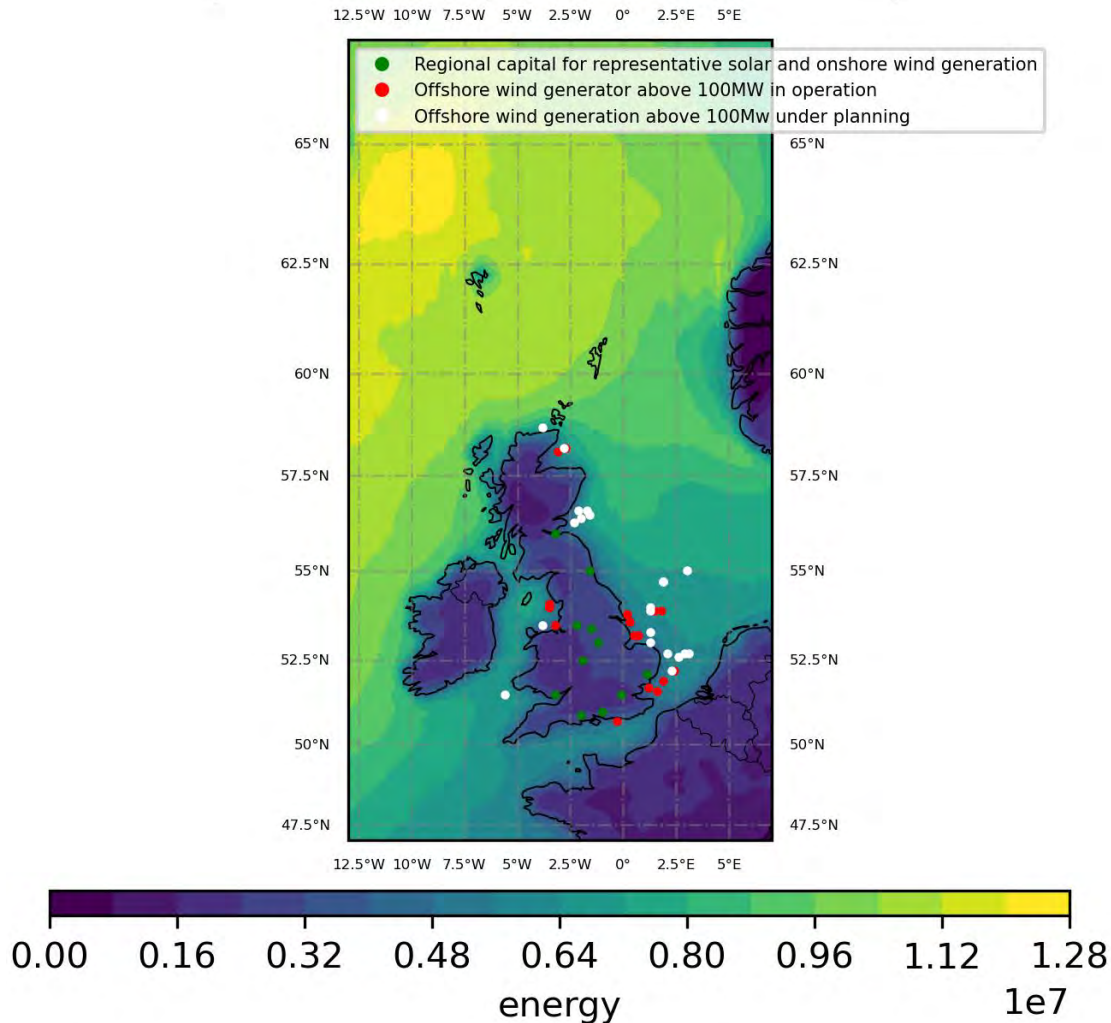 12.5°W 10°W 7.5°W 5°W 2.5°W 0° 2.5°E 5°E
Regional capital for representative solar and onshore wind generation
Offshore wind generator above 100MW in operation
Offshore wind generation above 100Mw under planning
65°N 65°N
62.5°N 62.5°N
60°N 60°N
57.5°N 57.5°N
55°N 55°N
52.5°N 52.5°N
50°N 50°N
47.5°N 47.5°N
12.5°W 10°W 7.5°W 5°W 2.5°W 0° 2.5°E 5°E
0.00 0.16 0.32 0.48 0.64 0.80 0.96 1.12 1.28
energy 1e7